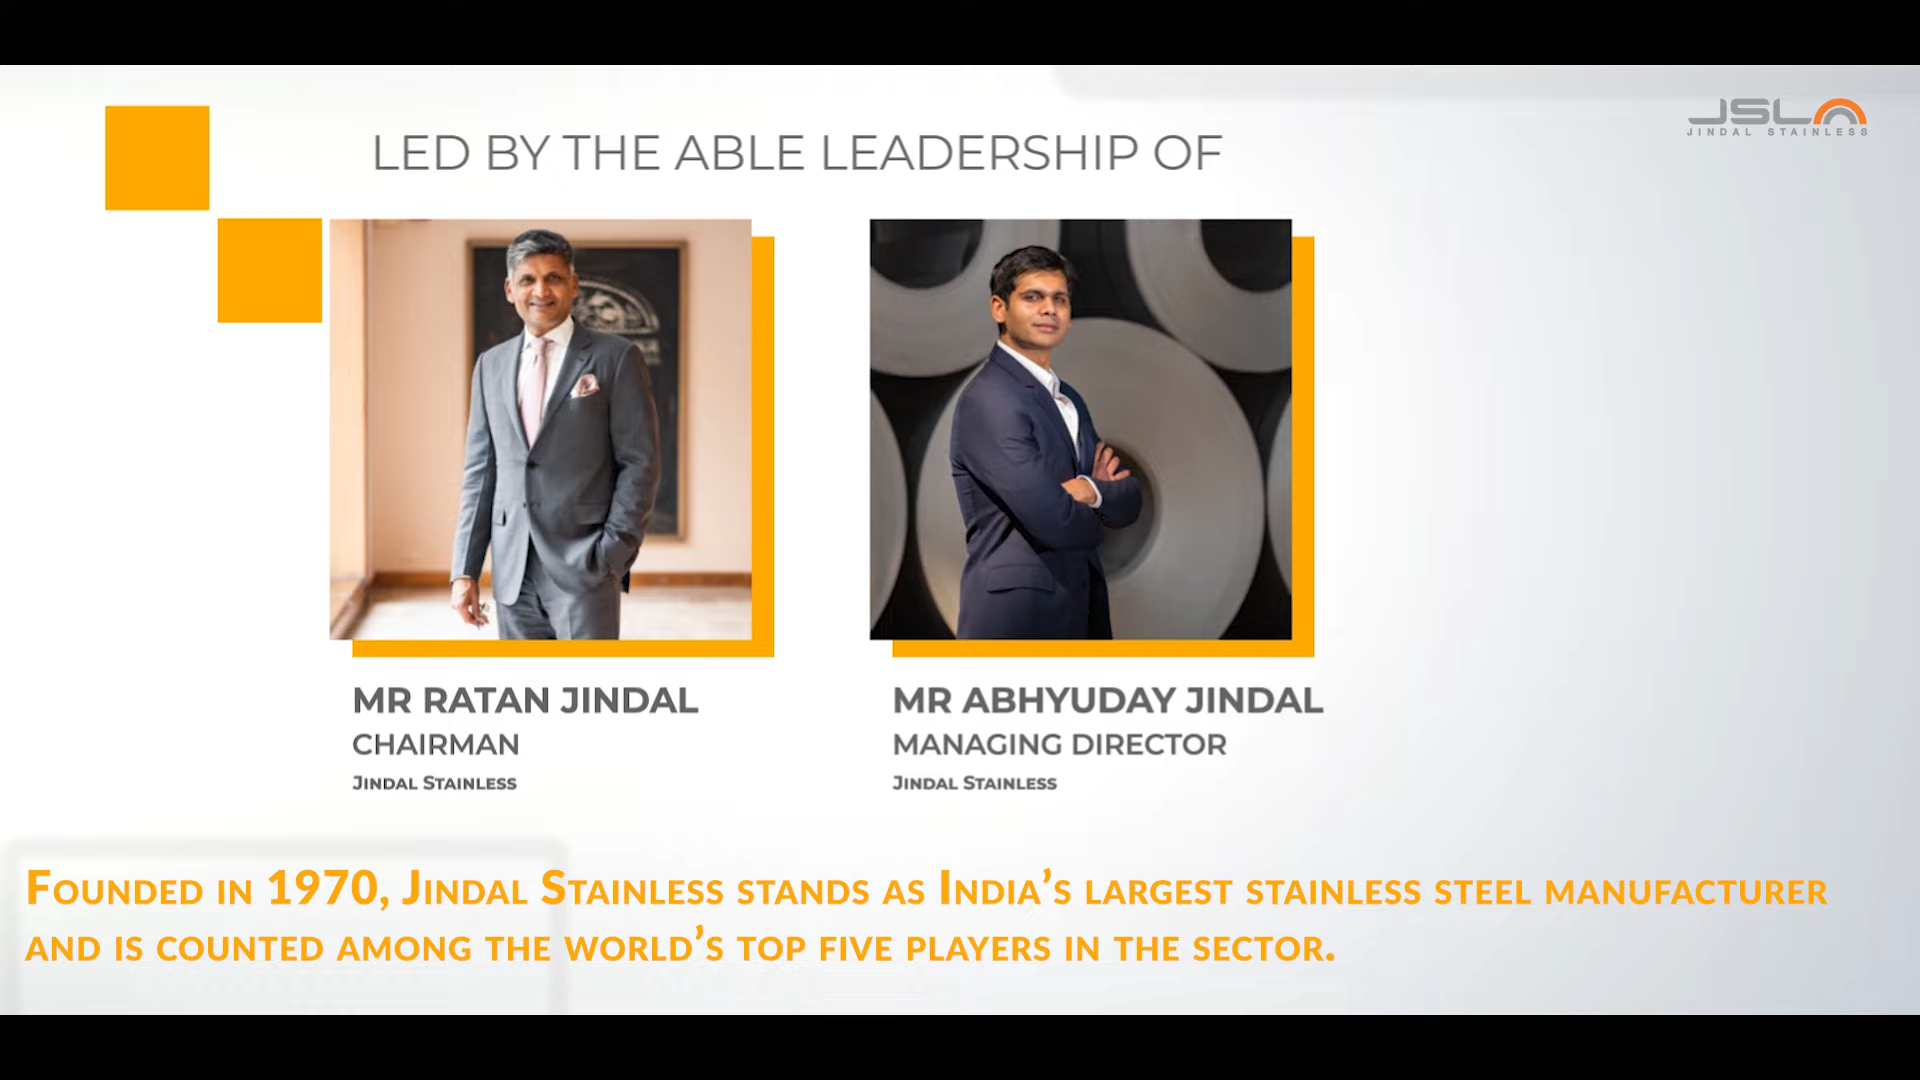 JSL
JINDAL STAINLESS
LED BY THE ABLE LEADERSHIP OF
MR RATAN JINDAL
CHAIRMAN
JINDAL STAINLESS
MR ABHYUDAY JINDAL
MANAGING DIRECTOR
JINDAL STAINLESS
FOUNDED IN 1970, JINDAL STAINLESS STANDS AS INDIA’S LARGEST STAINLESS STEEL MANUFACTURER
AND IS COUNTED AMONG THE WORLD’S TOP FIVE PLAYERS IN THE SECTOR.